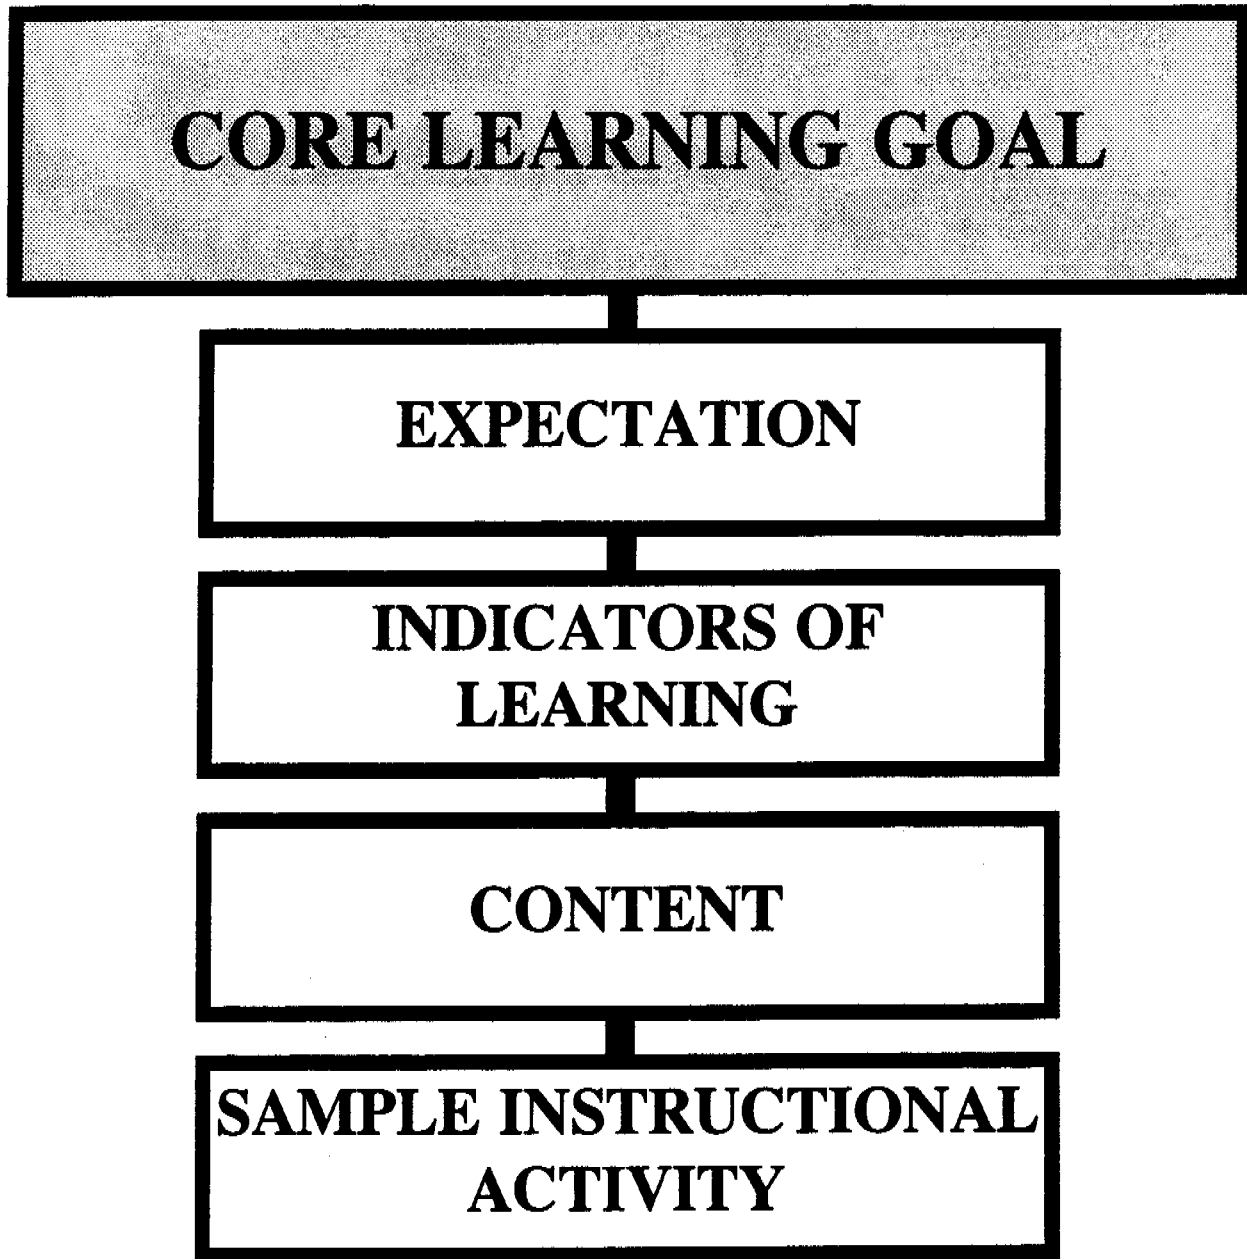 CORE LEARNING GOAL
EXPECTATION
INDICATORS OF
LEARNING
CONTENT
SAMPLE INSTRUCTIONAL
ACTIVITY